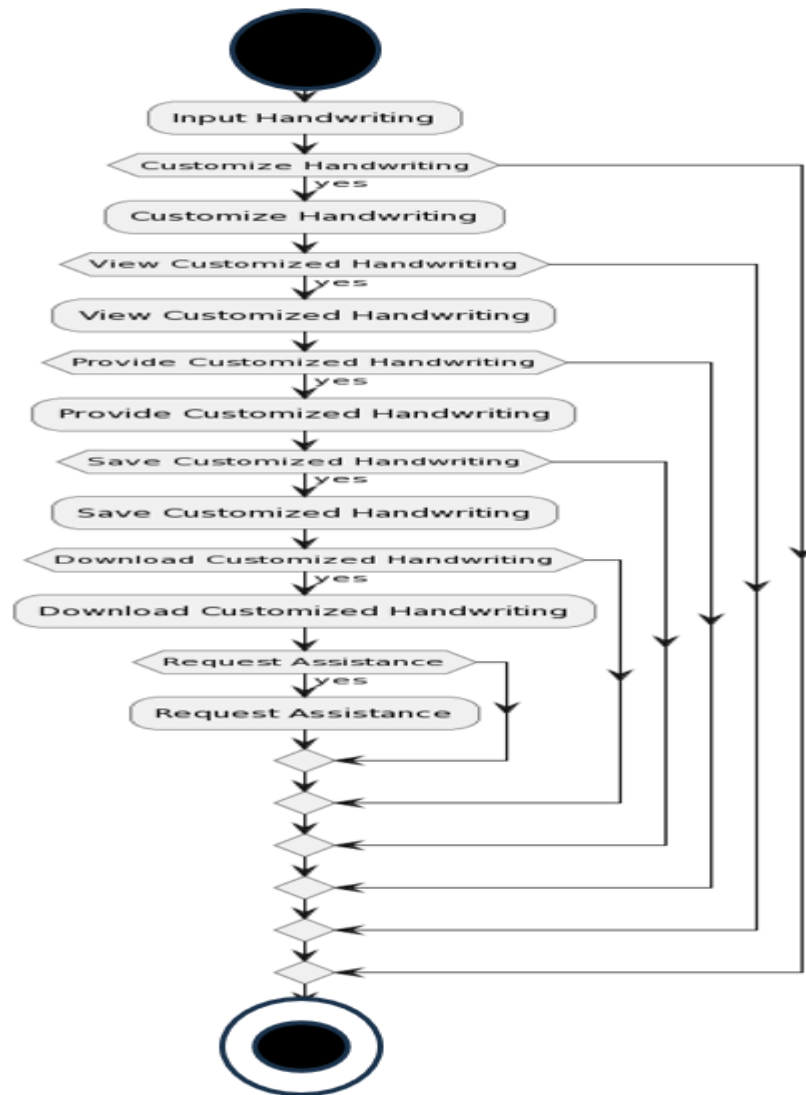 Input Handwriting
Customize Handwriting
yes
Customize Handwriting
View Customized Handwriting
yes
View Customized Handwriting
Provide Customized Handwriting
yes
Provide Customized Handwriting
Save Customized Handwriting
yes
Save Customized Handwriting
Download Customized Handwriting
yes
Download Customized Handwriting
Request Assistance
yes
Request Assistance